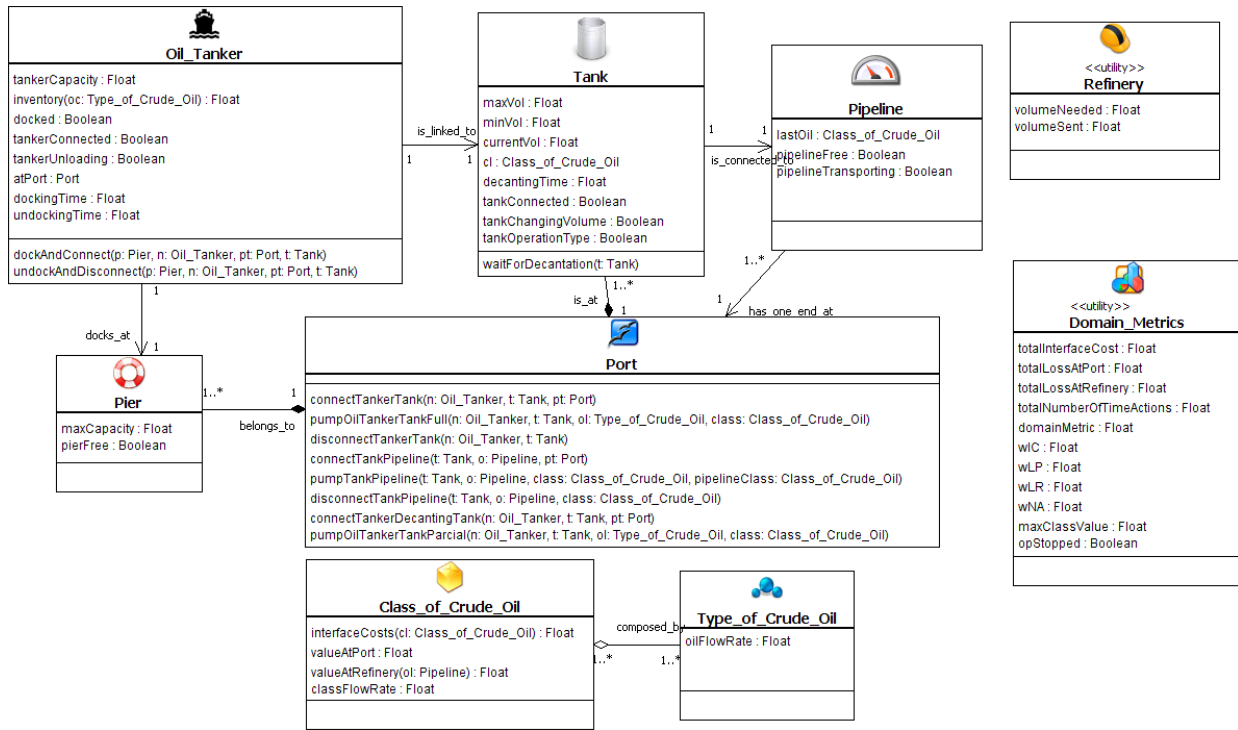 Oil_Tanker
tankerCapacity : Float
inventory(oc: Type_of_Crude_Oil) : Float
docked : Boolean
tankerConnected : Boolean
tankerUnloading : Boolean
atPort : Port
dockingTime : Float
undockingTime : Float
dockAndConnect(p: Pier, n: Oil_Tanker, pt: Port, t: Tank)
undockAndDisconnect(p: Pier, n: Oil_Tanker, pt: Port, t: Tank)
is_linked_to
1
1
Tank
maxVol : Float
minVol : Float
currentVol : Float
cl : Class_of_Crude_Oil
decantingTime : Float
tankConnected : Boolean
tankChangingVolume : Boolean
tankOperationType : Boolean
waitForDecantation(t: Tank)
1
1
is_connected_to
Pipeline
lastOil : Class_of_Crude_Oil
pipelineFree : Boolean
pipelineTransporting : Boolean
<<utility>>
Refinery
volumeNeeded : Float
volumeSent : Float
1
docks_at
1
1..*
is_at
1
1..*
1
has_one_end_at
Pier
maxCapacity : Float
pierFree : Boolean
1..*
1
belongs_to
Port
connectTankerTank(n: Oil_Tanker, t: Tank, pt: Port)
pumpOilTankerTankFull(n: Oil_Tanker, t: Tank, ol: Type_of_Crude_Oil, class: Class_of_Crude_Oil)
disconnectTankerTank(n: Oil_Tanker, t: Tank)
connectTankPipeline(t: Tank, o: Pipeline, pt: Port)
pumpTankPipeline(t: Tank, o: Pipeline, class: Class_of_Crude_Oil, pipelineClass: Class_of_Crude_Oil)
disconnectTankPipeline(t: Tank, o: Pipeline, class: Class_of_Crude_Oil)
connectTankerDecantingTank(n: Oil_Tanker, t: Tank, pt: Port)
pumpOilTankerTankParcial(n: Oil_Tanker, t: Tank, ol: Type_of_Crude_Oil, class: Class_of_Crude_Oil)
<<utility>>
Domain_Metrics
totalInterfaceCost : Float
totalLossAtPort : Float
totalLossAtRefinery : Float
totalNumberOfTimeActions : Float
domainMetric : Float
wIC : Float
wLP : Float
wLR : Float
wNA : Float
maxClassValue : Float
opStopped : Boolean
Class_of_Crude_Oil
interfaceCosts(cl: Class_of_Crude_Oil) : Float
valueAtPort : Float
valueAtRefinery(ol: Pipeline) : Float
classFlowRate : Float
composed_by
1..*
1..*
Type_of_Crude_Oil
oilFlowRate : Float